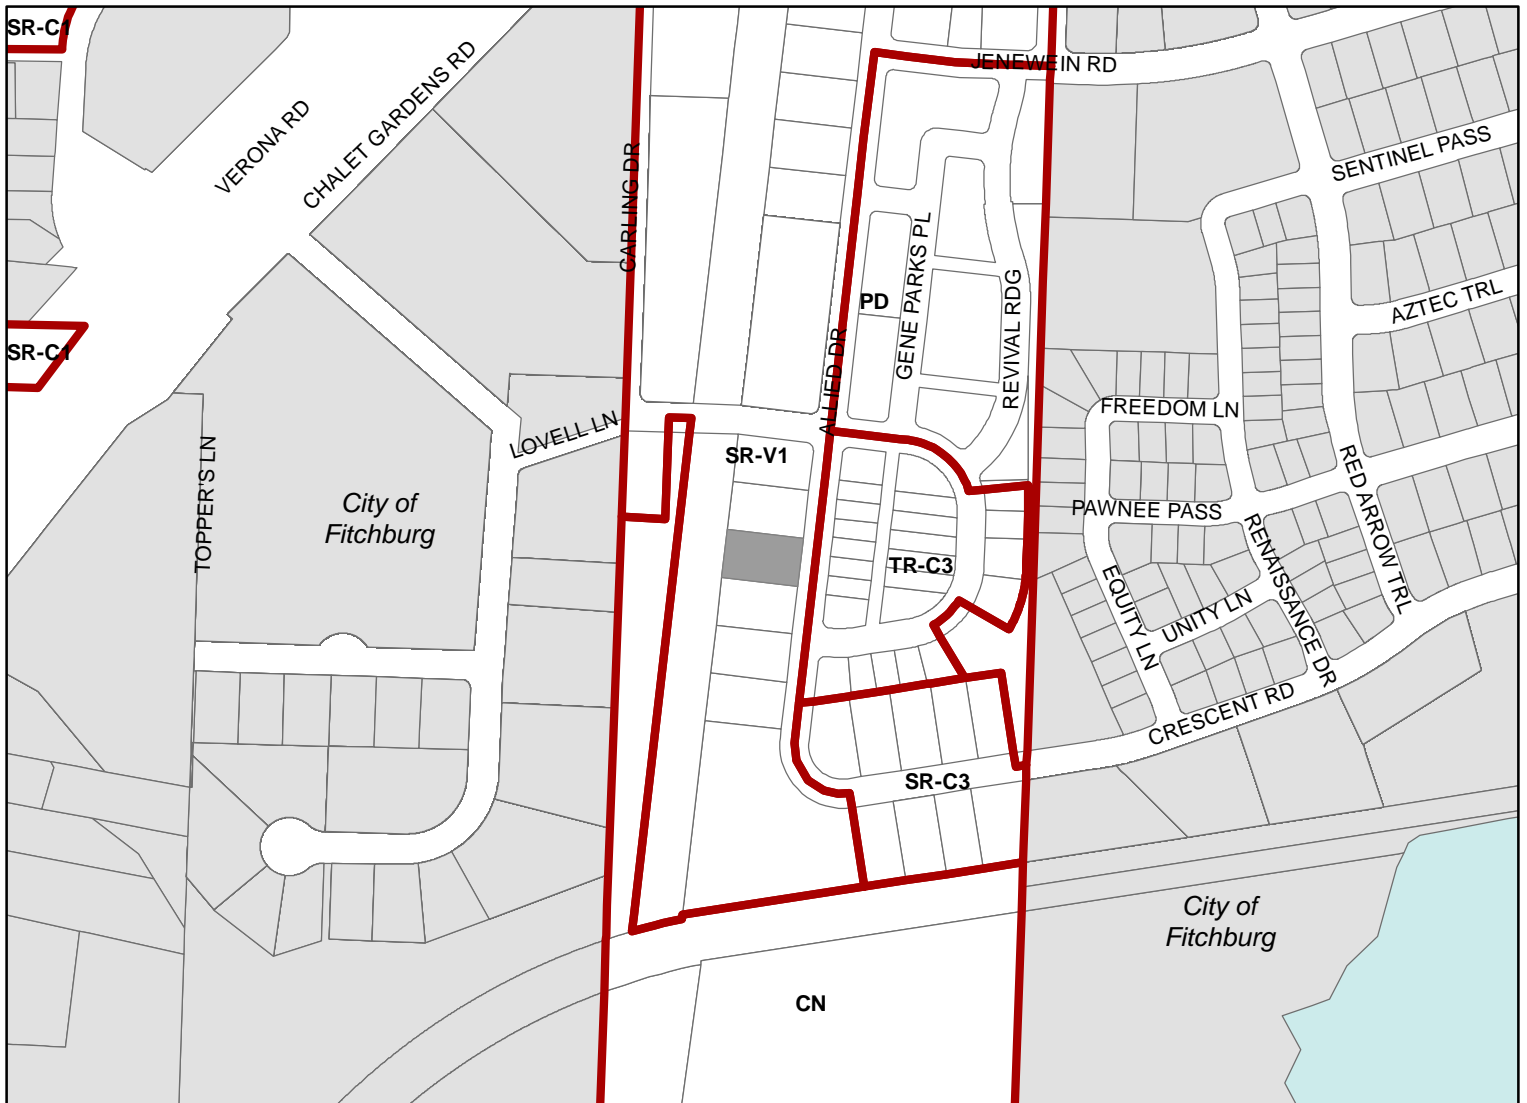 SR-C1
JENEWEIN RD
VERONA RD
CHALET GARDENS RD
CARLING DR
SENTINEL PASS
GENE PARKS PL
REVIVAL RDG
PD
AZTEC TRL
SR-C1
ALLIED DR
FREEDOM LN
LOVELL LN
TOPPER'S LN
SR-V1
City of
Fitchburg
PAWNEE PASS
RED ARROW TRL
RENAISSANCE DR
TR-C3
EQUITY LN
UNITY LN
CRESCENT RD
SR-C3
City of
Fitchburg
CN